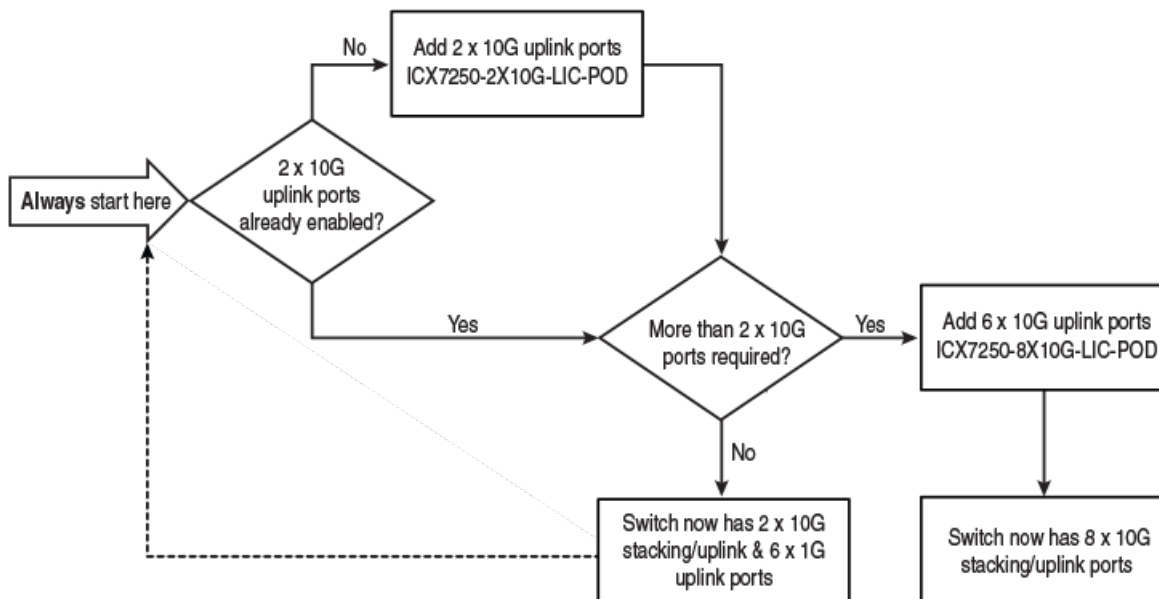 No
Add 2 x 10G uplink ports
ICX7250-2X10G-LIC-POD
Always start here
2 x 10G
uplink ports
already enabled?
Yes
More than 2 x 10G
ports required?
Yes
Add 6 x 10G uplink ports
ICX7250-8X10G-LIC-POD
No
Switch now has 2 x 10G
stacking/uplink & 6 x 1G
uplink ports
Switch now has 8 x 10G
stacking/uplink ports